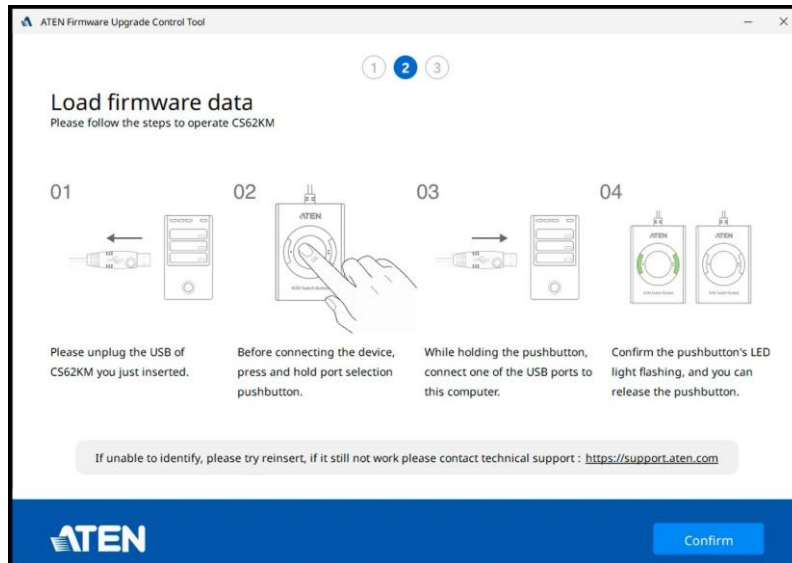 ATEN Firmware Upgrade Control Tool
1 2 3
Load firmware data
Please follow the steps to operate CS62KM
01
02
03
04
ATEN
ATEN
ATEN
Please unplug the USB of
CS62KM you just inserted.
Before connecting the device,
press and hold port selection
pushbutton.
While holding the pushbutton,
connect one of the USB ports to
this computer.
Confirm the pushbutton's LED
light flashing, and you can
release the pushbutton.
If unable to identify, please try reinsert, if it still not work please contact technical support : https://support.aten.com
ATEN
Confirm